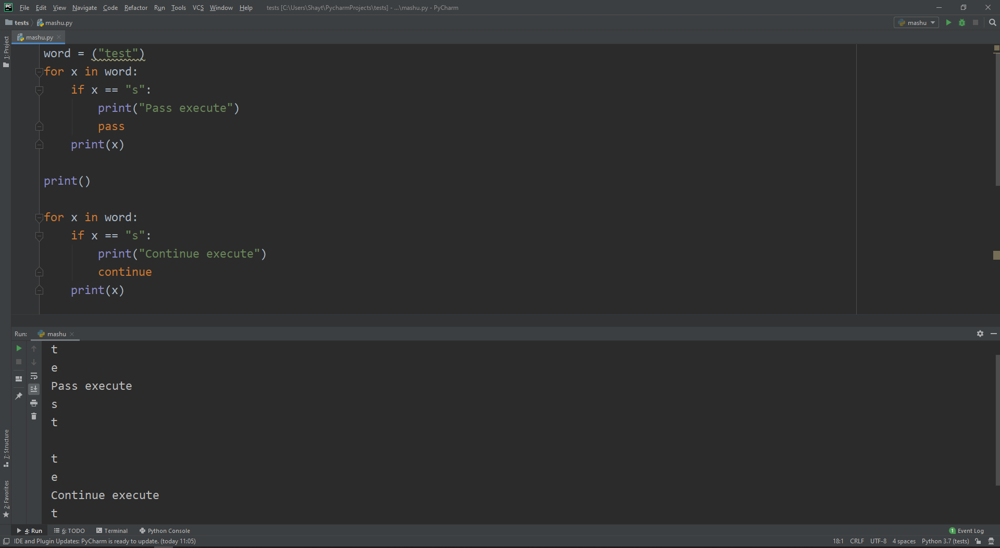 PC File Edit View Navigate Code Refactor Run Tools VCS Window Help tests [C:\Users\Shayt\PycharmProjects\tests] - ...\mashu.py - PyCharm
tests mashu.py mashu
1: Project
mashu.py
word = ("test")
for x in word:
    if x == "s":
        print("Pass execute")
        pass
    print(x)
print()
for x in word:
    if x == "s":
        print("Continue execute")
        continue
    print(x)
Run: mashu
t
e
Pass execute
s
t
t
e
Continue execute
t
7: Structure
2: Favorites
4: Run 6: TODO Terminal Python Console 1 Event Log
IDE and Plugin Updates: PyCharm is ready to update. (today 11:05) 18:1 CRLF UTF-8 4 spaces Python 3.7 (tests)